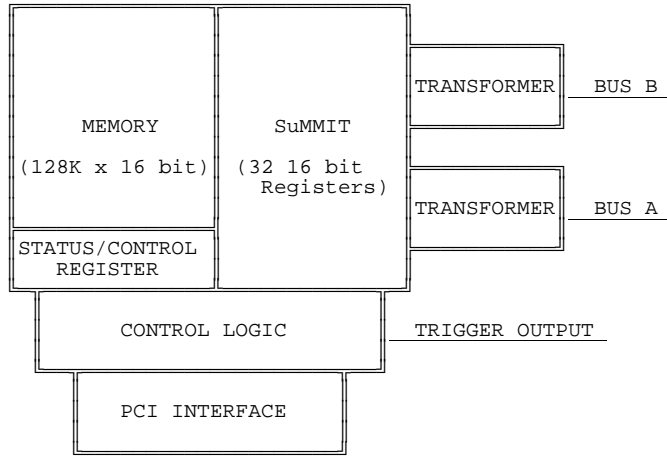 TRANSFORMER
BUS B
MEMORY
(128K x 16 bit)
SuMMIT
(32 16 bit
Registers)
TRANSFORMER
BUS A
STATUS/CONTROL
REGISTER
CONTROL LOGIC
TRIGGER OUTPUT
PCI INTERFACE